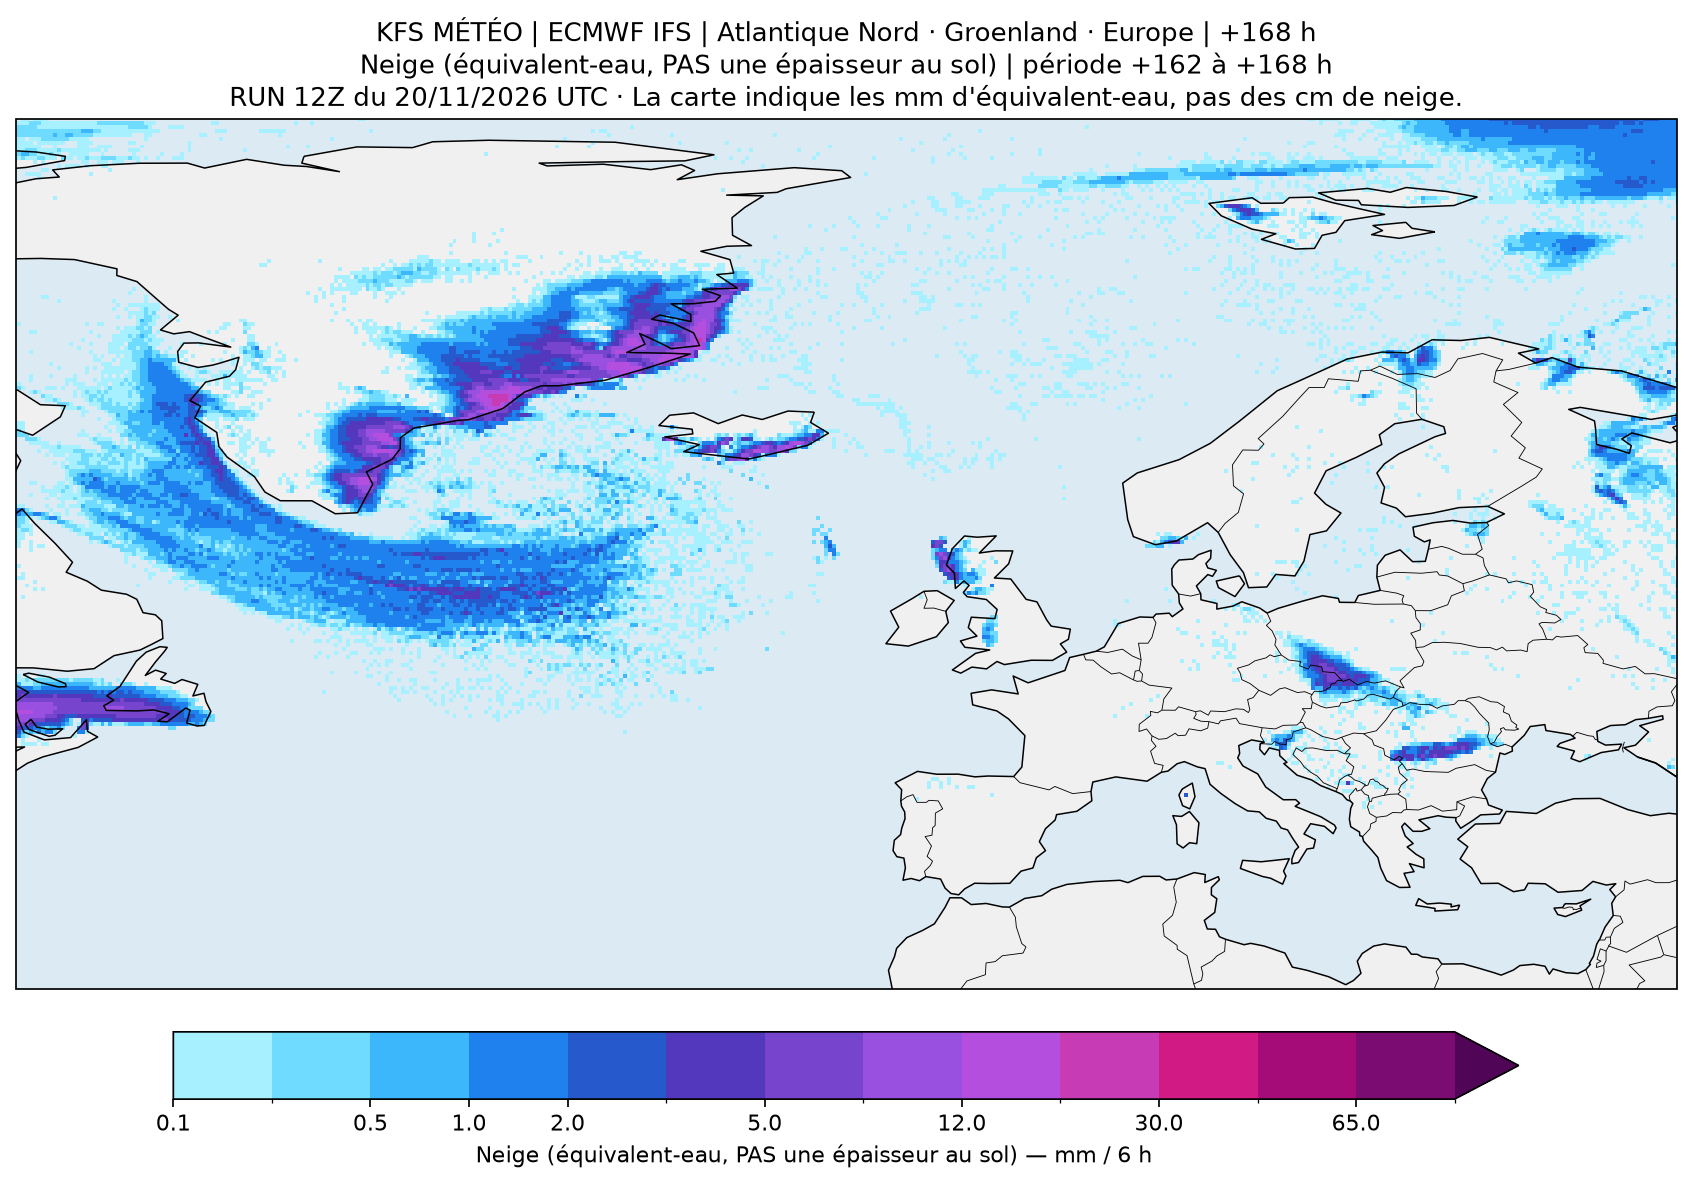 KFS MÉTÉO | ECMWF IFS | Atlantique Nord · Groenland · Europe | +168 h
Neige (équivalent-eau, PAS une épaisseur au sol) | période +162 à +168 h
RUN 12Z du 20/11/2026 UTC · La carte indique les mm d'équivalent-eau, pas des cm de neige.
0.1 0.5 1.0 2.0 5.0 12.0 30.0 65.0
Neige (équivalent-eau, PAS une épaisseur au sol) — mm / 6 h